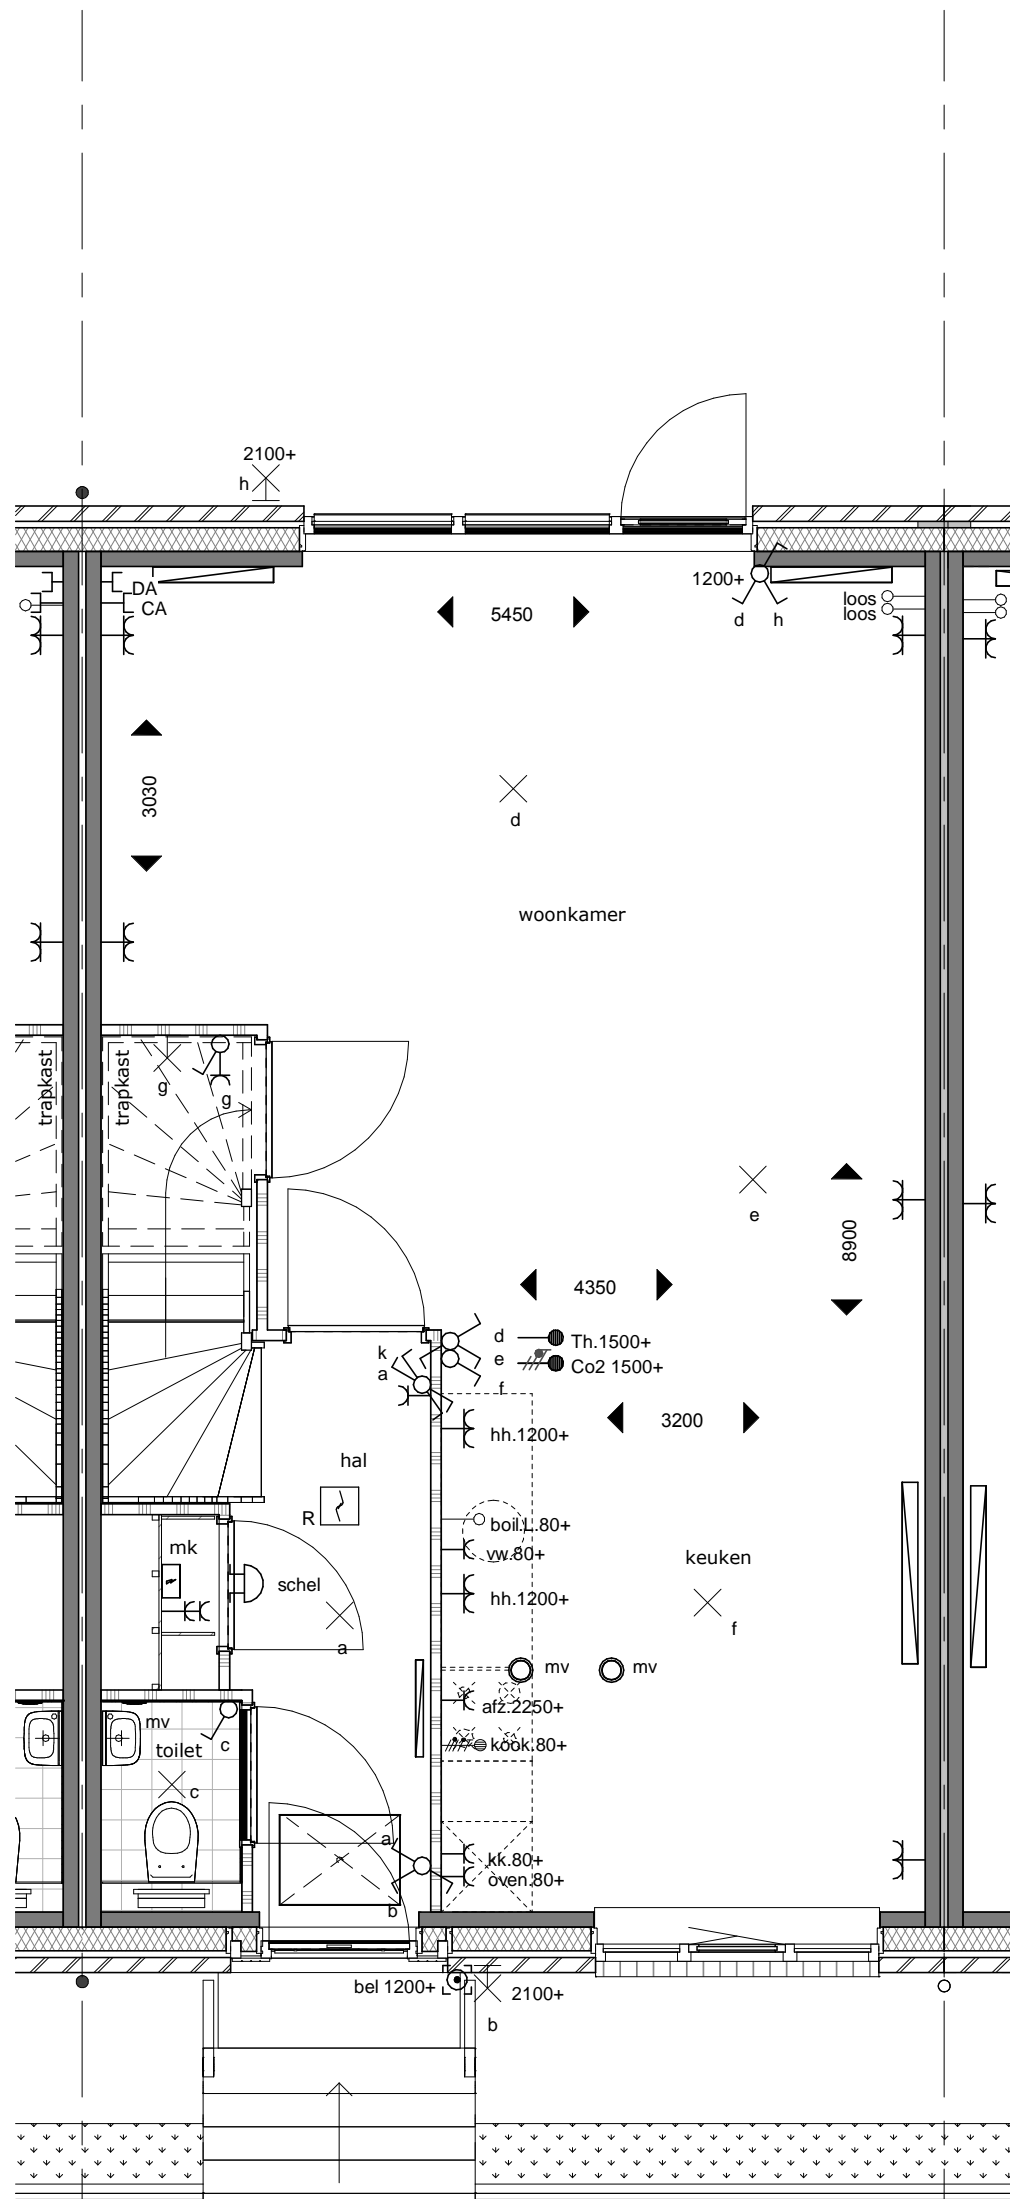 2100+
h
DA
CA
1200+
d h
loos
loos
5450
3030
d
woonkamer
trapkast
trapkast
g
g
e
8900
4350
d
Th.1500+
k
e
Co2 1500+
a
f
3200
hh.1200+
hal
R
boil.L.80+
mk
vw.80+
keuken
schel
hh.1200+
f
a
mv
mv
afz.2250+
mv
c
toilet
kook.80+
c
a
kk.80+
oven.80+
b
bel 1200+
2100+
b